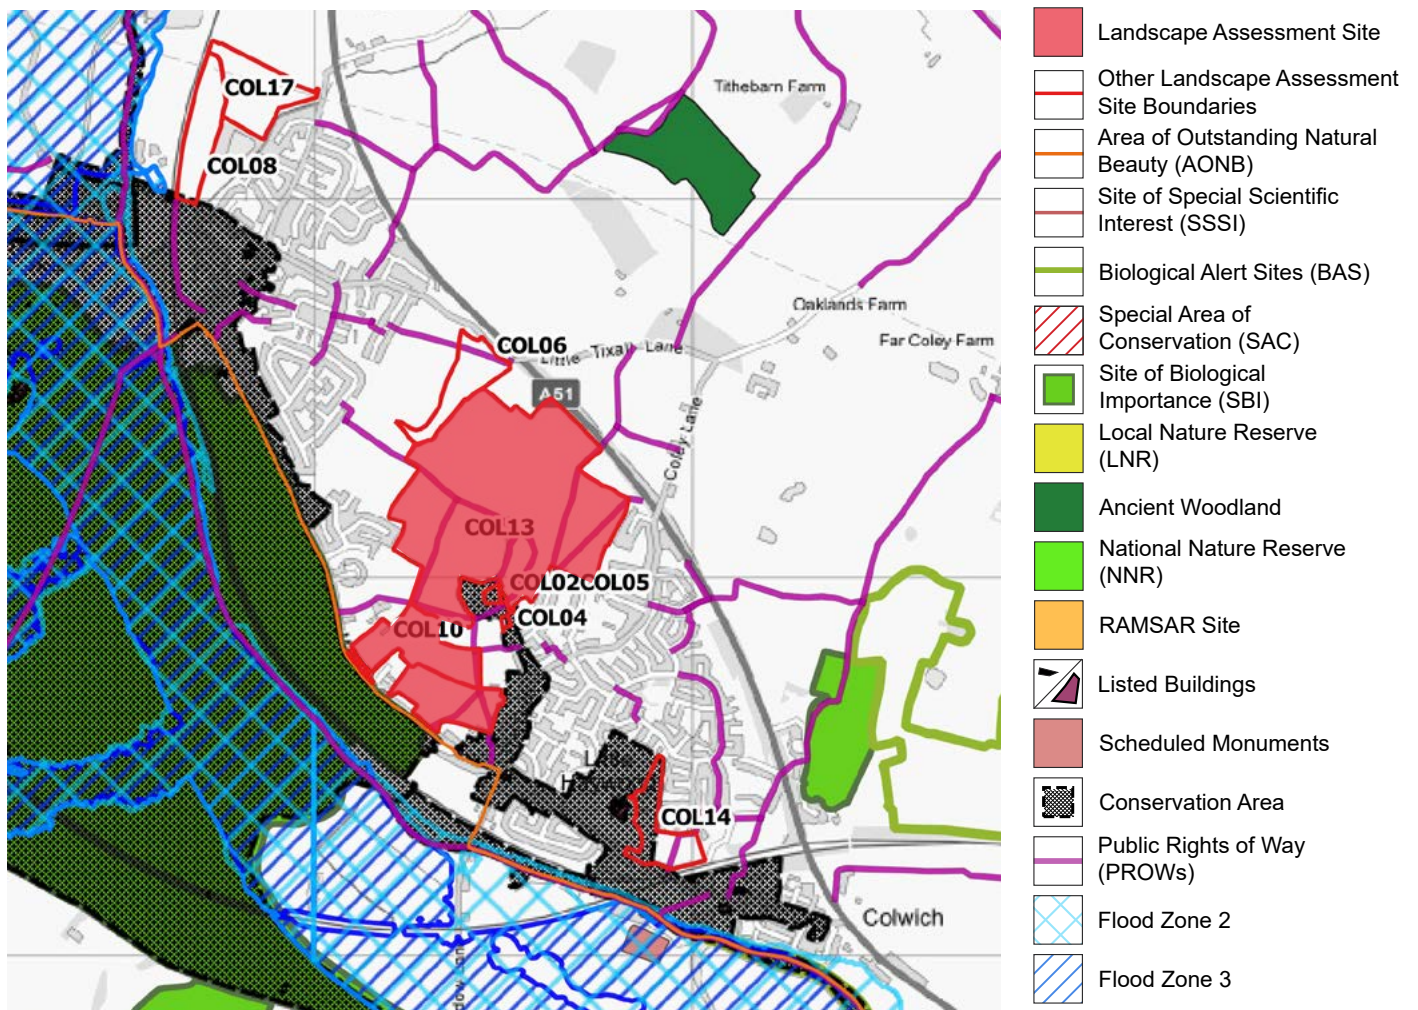 COL17
COL08
Tithebarn Farm
Oaklands Farm
Far Coley Farm
COL06
Little Tixall Lane
A51
Coley Lane
COL13
COL02COL05
COL04
COL10
COL14
Colwich
Landscape Assessment Site
Other Landscape Assessment
Site Boundaries
Area of Outstanding Natural
Beauty (AONB)
Site of Special Scientific
Interest (SSSI)
Biological Alert Sites (BAS)
Special Area of
Conservation (SAC)
Site of Biological
Importance (SBI)
Local Nature Reserve
(LNR)
Ancient Woodland
National Nature Reserve
(NNR)
RAMSAR Site
Listed Buildings
Scheduled Monuments
Conservation Area
Public Rights of Way
(PROWs)
Flood Zone 2
Flood Zone 3